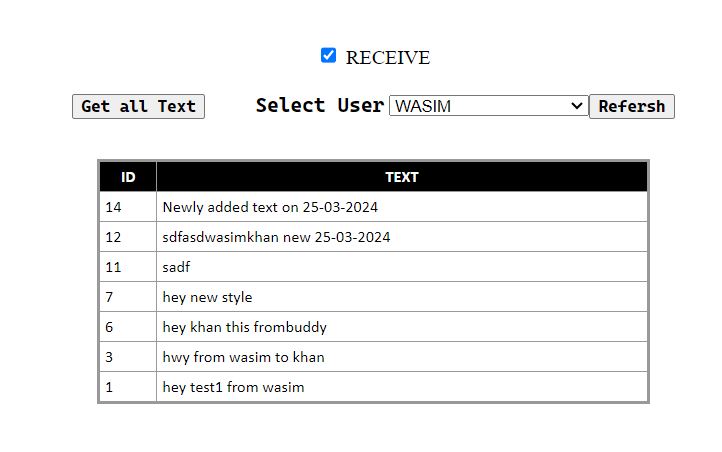 RECEIVE
Get all Text Select User WASIM Refersh
ID TEXT
14 Newly added text on 25-03-2024
12 sdfasdwasimkhan new 25-03-2024
11 sadf
7 hey new style
6 hey khan this frombuddy
3 hwy from wasim to khan
1 hey test1 from wasim